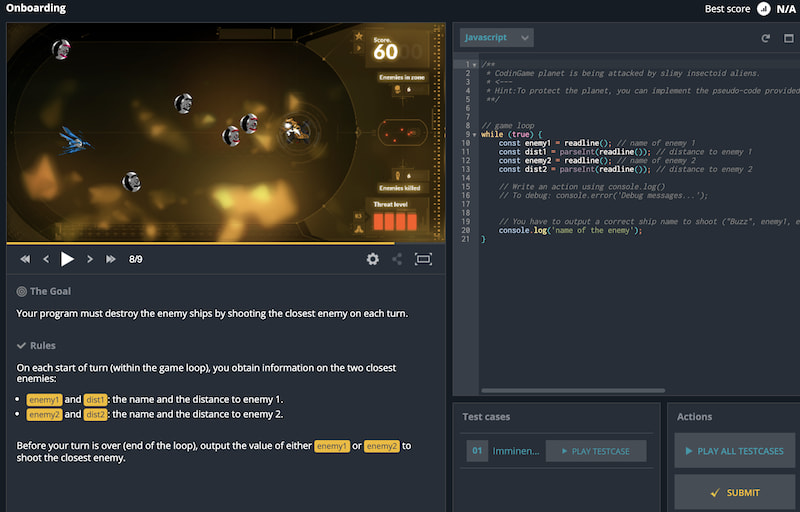 Onboarding
Best score N/A
Score
6000
Enemies in zone
6
6
Enemies killed
Threat level
8/9
The Goal
Your program must destroy the enemy ships by shooting the closest enemy on each turn.
Rules
On each start of turn (within the game loop), you obtain information on the two closest
enemies:
enemy1 and dist1: the name and the distance to enemy 1.
enemy2 and dist2: the name and the distance to enemy 2.
Before your turn is over (end of the loop), output the value of either enemy1 or enemy2 to
shoot the closest enemy.
Javascript
1 /**
2 * CodinGame planet is being attacked by slimy insectoid aliens.
3 * <---
4 * Hint:To protect the planet, you can implement the pseudo-code provided
5 **/
6
7
8 // game loop
9 while (true) {
10 const enemy1 = readline(); // name of enemy 1
11 const dist1 = parseInt(readline()); // distance to enemy 1
12 const enemy2 = readline(); // name of enemy 2
13 const dist2 = parseInt(readline()); // distance to enemy 2
14
15 // Write an action using console.log()
16 // To debug: console.error('Debug messages...');
17
18
19 // You have to output a correct ship name to shoot ("Buzz", enemy1, e
20 console.log('name of the enemy');
21 }
Test cases
01 Imminen... PLAY TESTCASE
Actions
PLAY ALL TESTCASES
SUBMIT